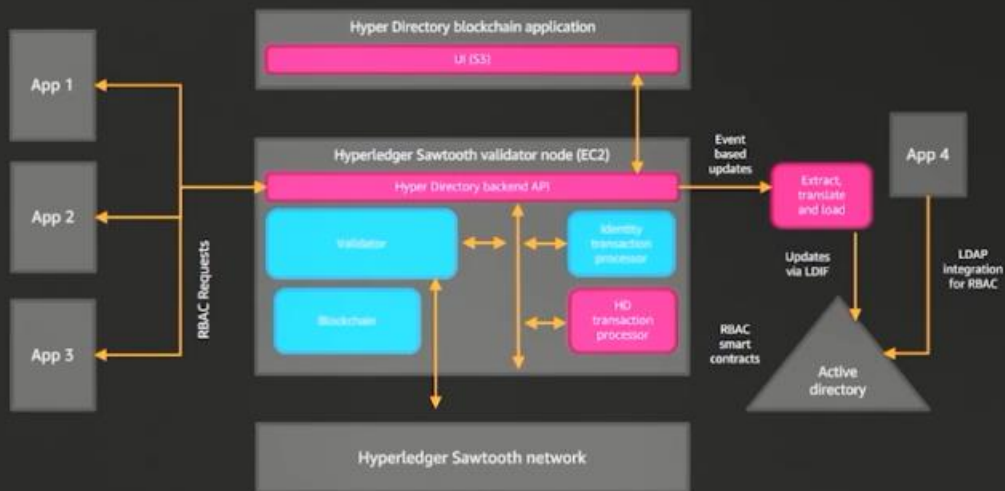 Hyper Directory blockchain application
UI (S3)
App 1
App 2
App 3
RBAC Requests
Hyperledger Sawtooth validator node (EC2)
Hyper Directory backend API
Validator
Identity
transaction
processor
Blockchain
HD
transaction
processor
Event
based
updates
Extract,
translate
and load
App 4
Updates
via LDIF
LDAP
integration
for RBAC
RBAC
smart
contracts
Active
directory
Hyperledger Sawtooth network